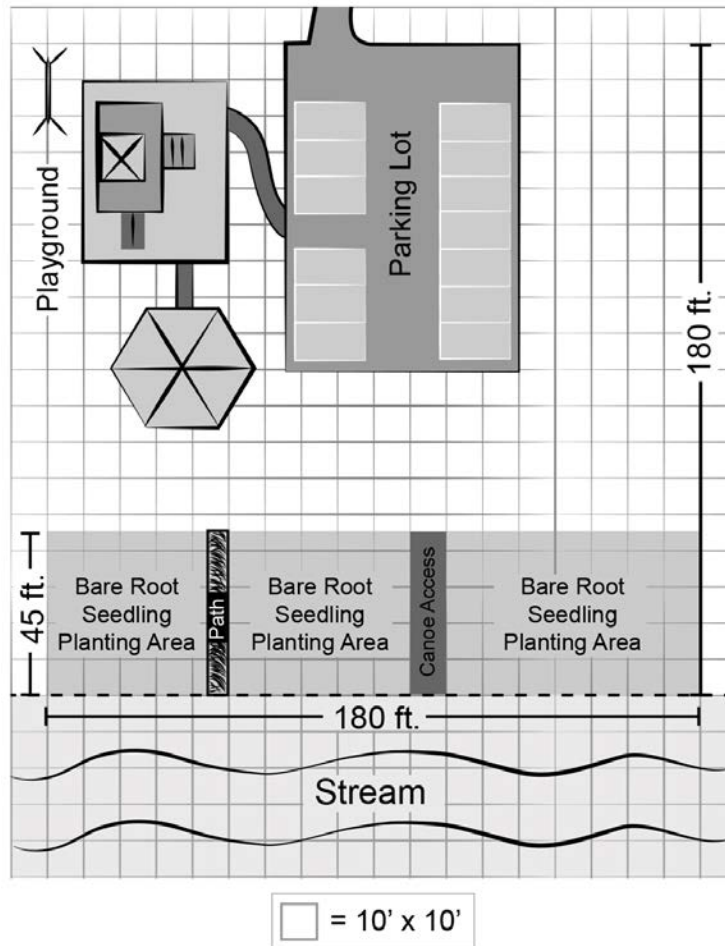 Playground
Parking Lot
180 ft.
45 ft.
Bare Root
Seedling
Planting Area
Path
Bare Root
Seedling
Planting Area
Canoe Access
Bare Root
Seedling
Planting Area
180 ft.
Stream
= 10' x 10'